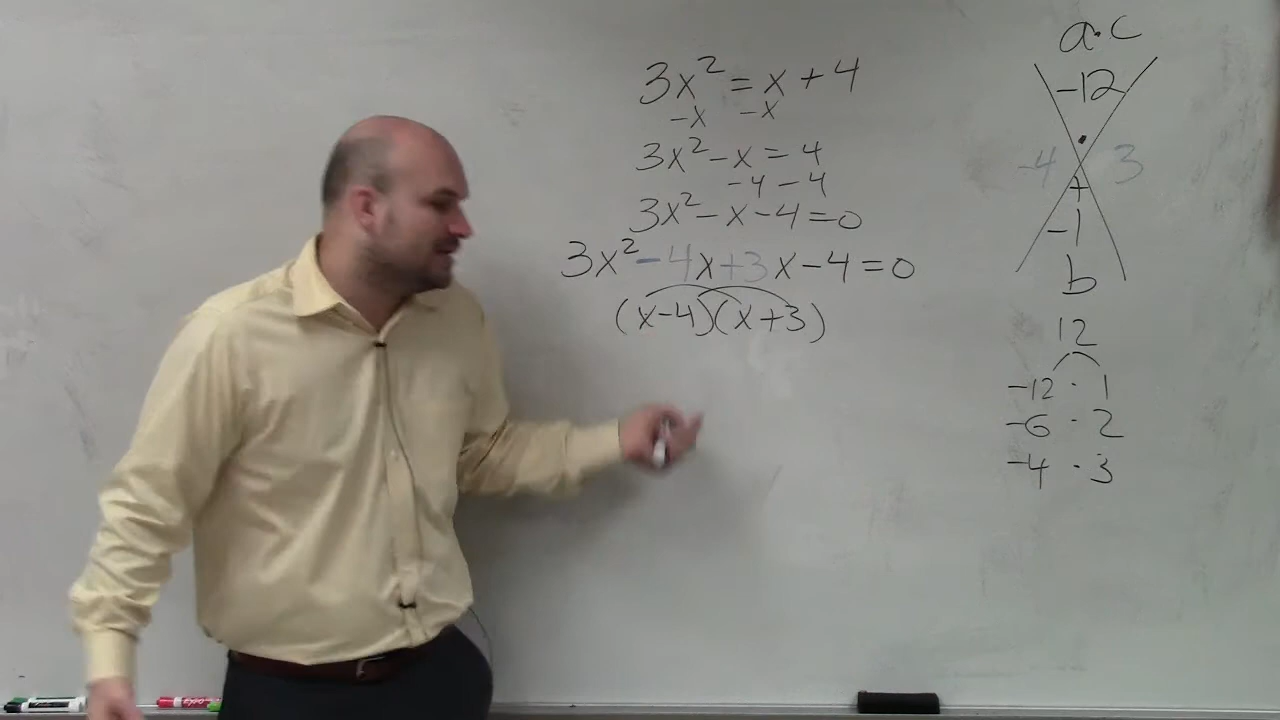 3x² = x + 4
-x -x
3x² - x = 4
-4 -4
3x² - x - 4 = 0
3x² - 4x + 3x - 4 = 0
(x-4)(x+3)
a·c
-12
·
-4 3
+
-1
b
12
-12 · 1
-6 · 2
-4 · 3